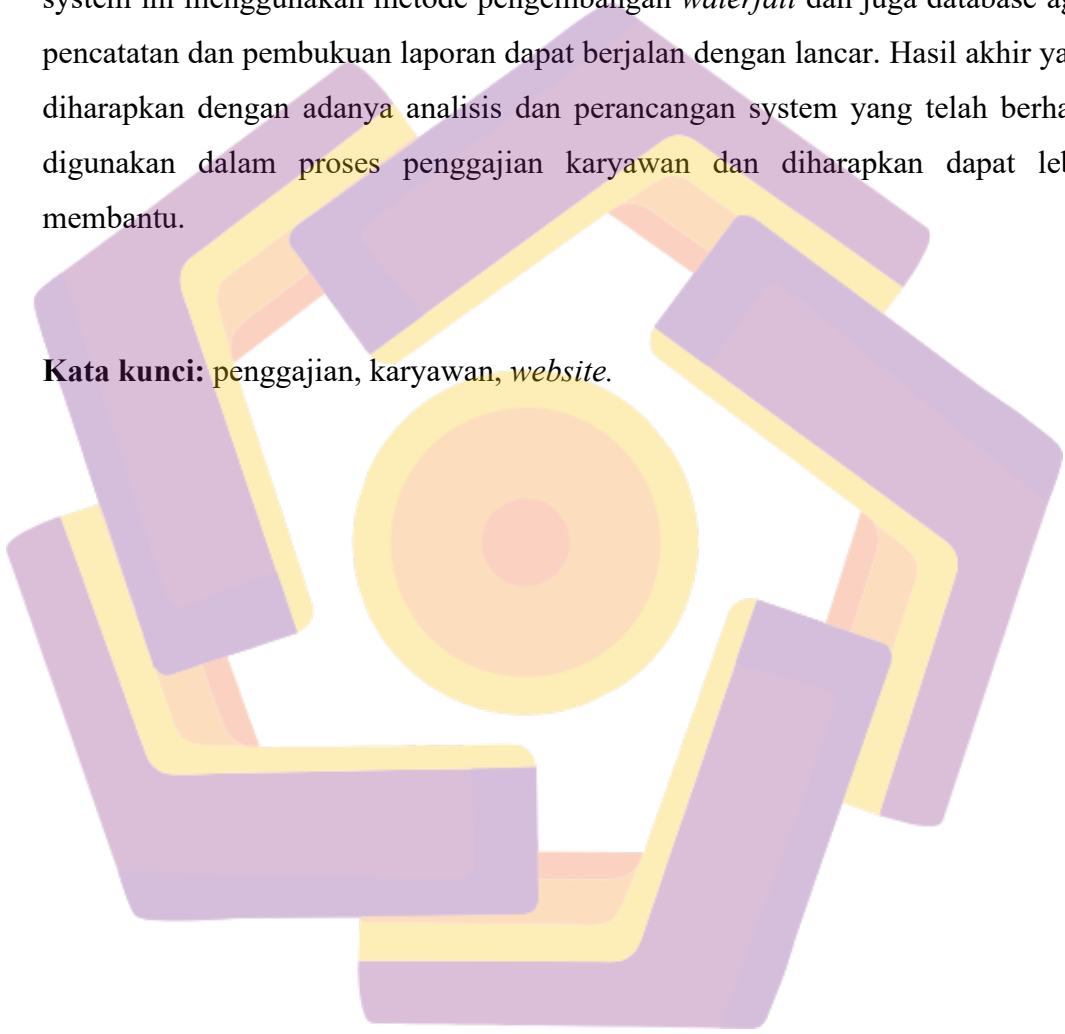 system ini menggunakan metode pengembangan waterfall dan juga database
pencatatan dan pembukuan laporan dapat berjalan dengan lancar. Hasil akhir
diharapkan dengan adanya analisis dan perancangan system yang telah
digunakan dalam proses penggajian karyawan dan diharapkan dapat
membantu.
Kata kunci: penggajian, karyawan, website.